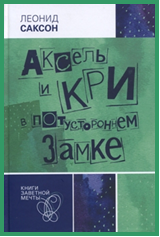 ЛЕОНИД
САКСОН
АКСЕЛЬ
И КРИ
В ПОТУСТОРОННЕМ
ЗАМКЕ
КНИГИ
ЗАВЕТНОЙ
МЕЧТЫ